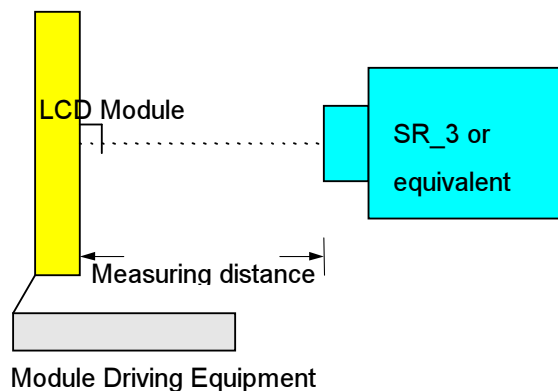 LCD Module
SR_3 or
equivalent
Measuring distance
Module Driving Equipment